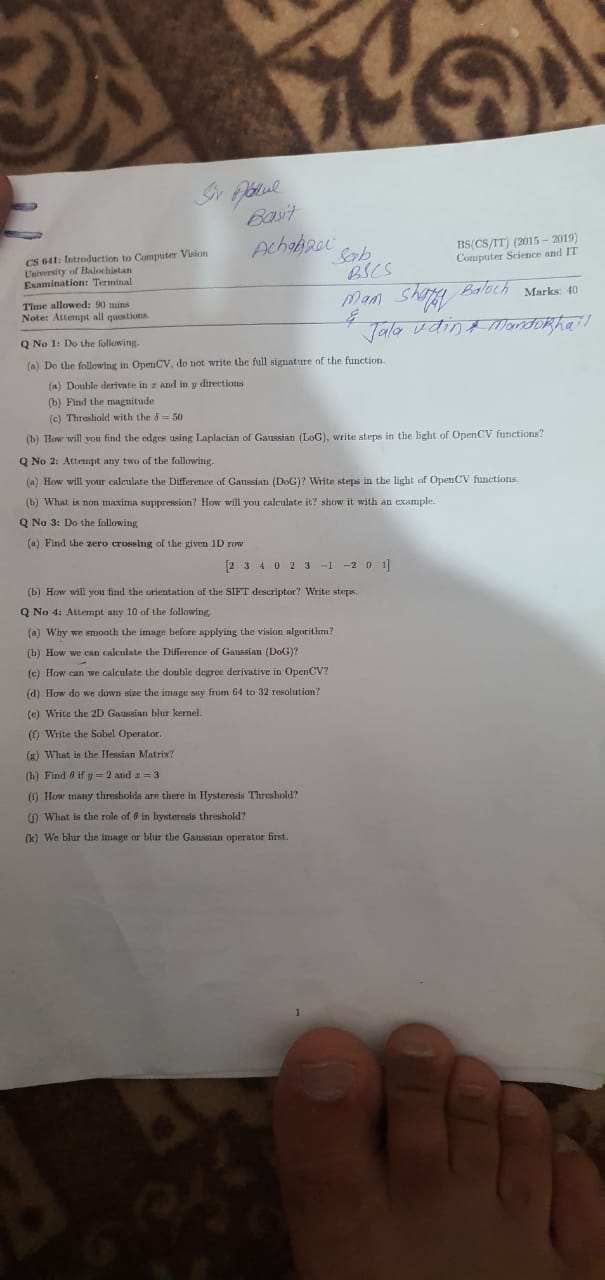 Sir Abdul
Basit
Achakzai Sab
BSCS
CS 641: Introduction to Computer Vision
University of Balochistan
Examination: Terminal
BS(CS/IT) (2015 – 2019)
Computer Science and IT
Mam Baloch
& Jala udin Mandokhail
Time allowed: 90 mins
Marks: 40
Note: Attempt all questions.
Q No 1: Do the following.
(a) Do the following in OpenCV, do not write the full signature of the function.
(a) Double derivate in x and in y directions
(b) Find the magnitude
(c) Threshold with the δ = 50
(b) How will you find the edges using Laplacian of Gaussian (LoG), write steps in the light of OpenCV functions?
Q No 2: Attempt any two of the following.
(a) How will your calculate the Difference of Gaussian (DoG)? Write steps in the light of OpenCV functions.
(b) What is non maxima suppression? How will you calculate it? show it with an example.
Q No 3: Do the following
(a) Find the zero crossing of the given 1D row
[2 3 4 0 2 3 −1 −2 0 1]
(b) How will you find the orientation of the SIFT descriptor? Write steps.
Q No 4: Attempt any 10 of the following.
(a) Why we smooth the image before applying the vision algorithm?
(b) How we can calculate the Difference of Gaussian (DoG)?
(c) How can we calculate the double degree derivative in OpenCV?
(d) How do we down size the image say from 64 to 32 resolution?
(e) Write the 2D Gaussian blur kernel.
(f) Write the Sobel Operator.
(g) What is the Hessian Matrix?
(h) Find θ if y = 2 and x = 3
(i) How many thresholds are there in Hysteresis Threshold?
(j) What is the role of θ in hysteresis threshold?
(k) We blur the image or blur the Gaussian operator first.
1